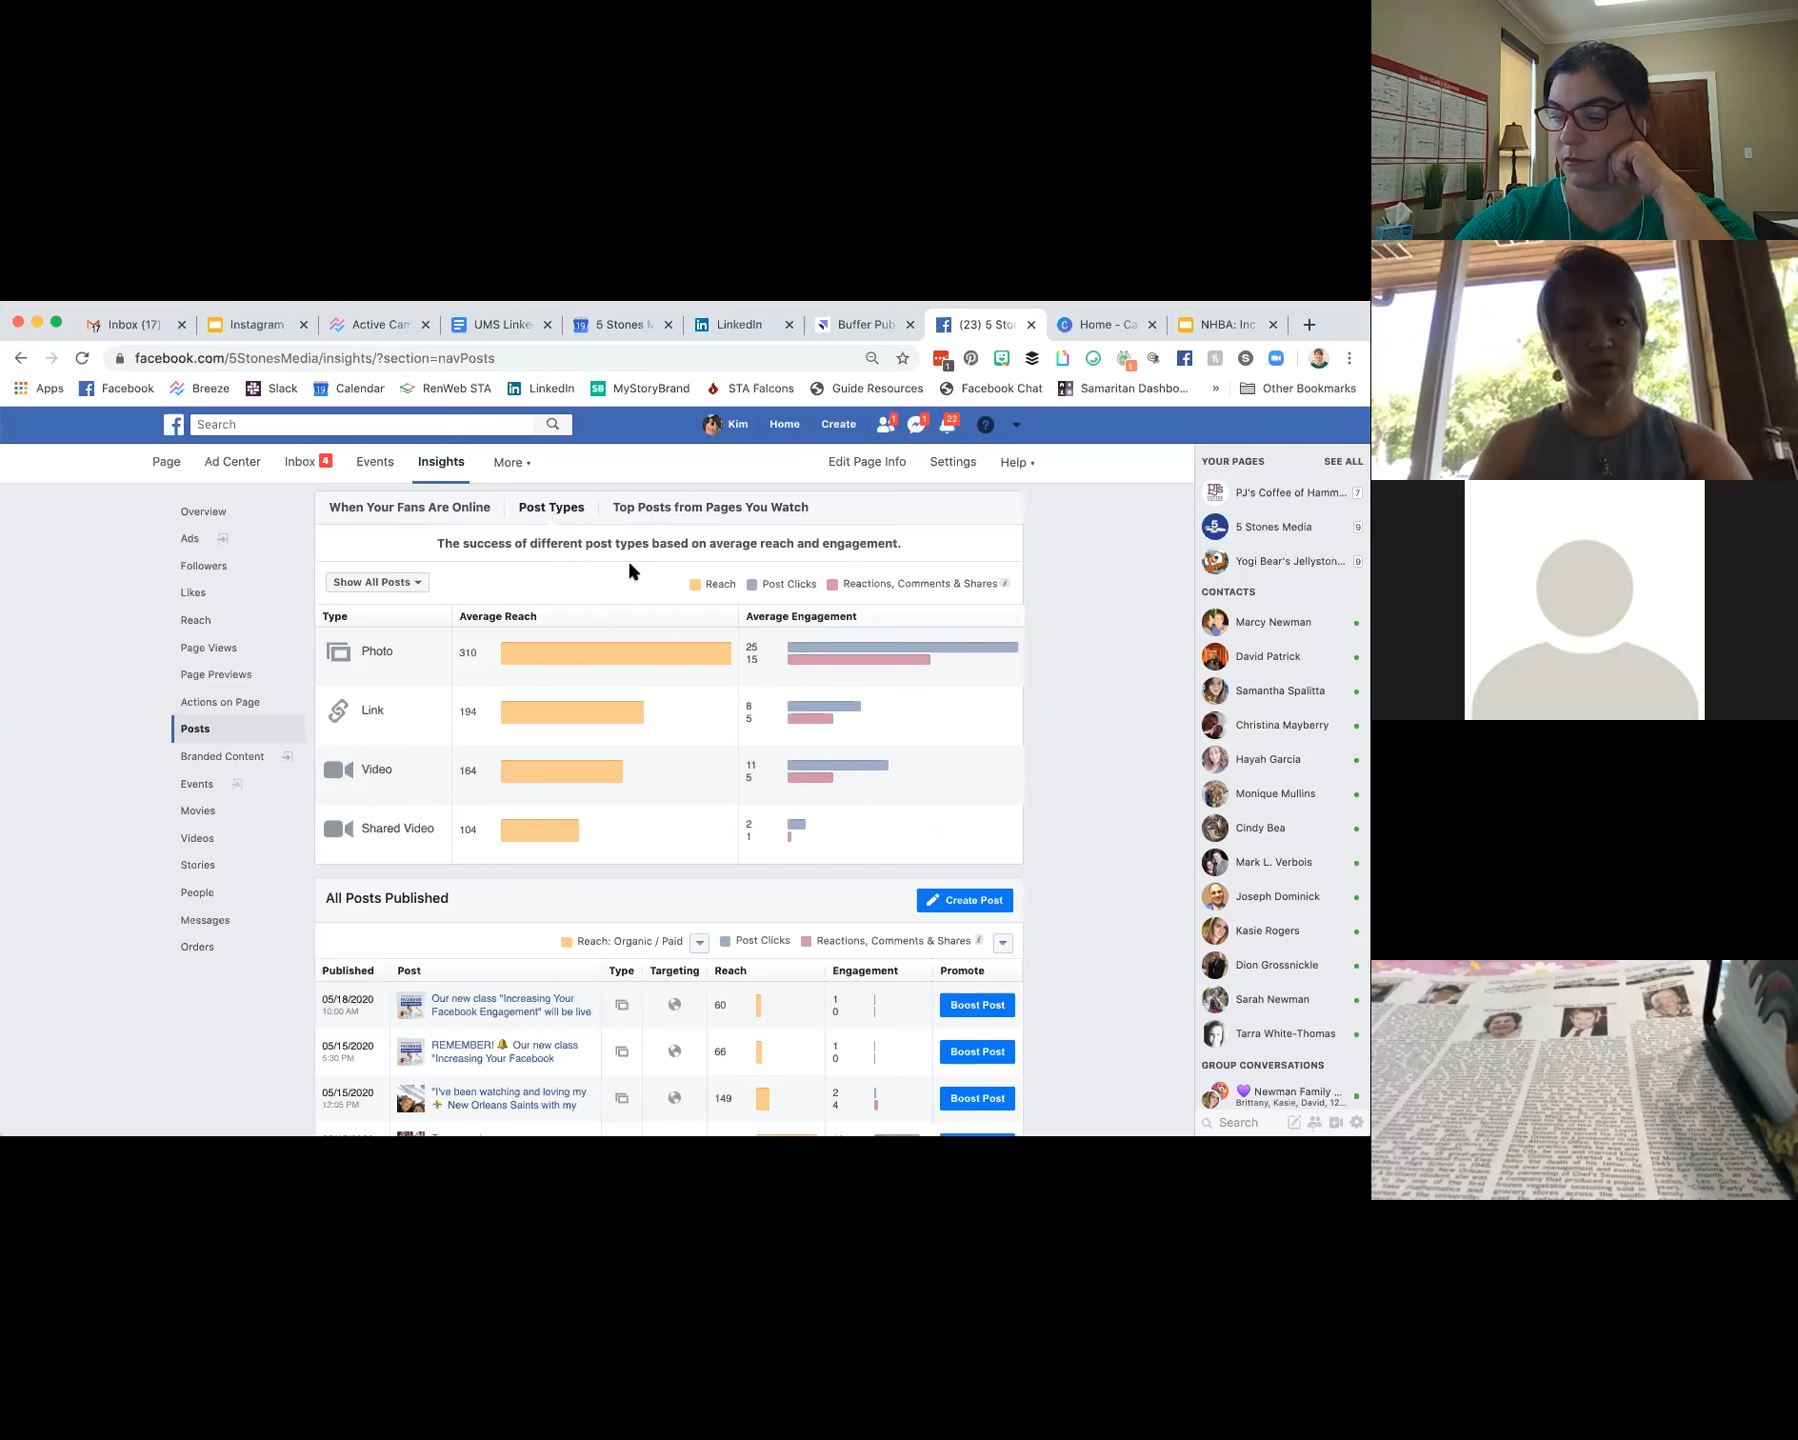 Inbox (17)
Instagram
Active Cam
UMS Linke
5 Stones M
LinkedIn
Buffer Pub
(23) 5 Sto
Home - Ca
NHBA: Inc
facebook.com/5StonesMedia/insights/?section=navPosts
Apps
Facebook
Breeze
Slack
Calendar
RenWeb STA
LinkedIn
MyStoryBrand
STA Falcons
Guide Resources
Facebook Chat
Samaritan Dashbo...
»
Other Bookmarks
Search
Kim
Home
Create
1
1
22
Page
Ad Center
Inbox 4
Events
Insights
More
Edit Page Info
Settings
Help
Overview
Ads
Followers
Likes
Reach
Page Views
Page Previews
Actions on Page
Posts
Branded Content
Events
Movies
Videos
Stories
People
Messages
Orders
When Your Fans Are Online
Post Types
Top Posts from Pages You Watch
The success of different post types based on average reach and engagement.
Show All Posts
Reach
Post Clicks
Reactions, Comments & Shares
Type
Average Reach
Average Engagement
Photo
310
25
15
Link
194
8
5
Video
164
11
5
Shared Video
104
2
1
All Posts Published
Create Post
Reach: Organic / Paid
Post Clicks
Reactions, Comments & Shares
Published
Post
Type
Targeting
Reach
Engagement
Promote
05/18/2020
10:00 AM
Our new class "Increasing Your
Facebook Engagement" will be live
60
1
0
Boost Post
05/15/2020
5:30 PM
REMEMBER! 🔔 Our new class
"Increasing Your Facebook
66
1
0
Boost Post
05/15/2020
12:05 PM
"I've been watching and loving my
⚜ New Orleans Saints with my
149
2
4
Boost Post
YOUR PAGES
SEE ALL
PJ's Coffee of Hamm...
7
5 Stones Media
9
Yogi Bear's Jellyston...
9
CONTACTS
Marcy Newman
David Patrick
Samantha Spalitta
Christina Mayberry
Hayah Garcia
Monique Mullins
Cindy Bea
Mark L. Verbois
Joseph Dominick
Kasie Rogers
Dion Grossnickle
Sarah Newman
Tarra White-Thomas
GROUP CONVERSATIONS
💜 Newman Family ...
Brittany, Kasie, David, 12...
Search